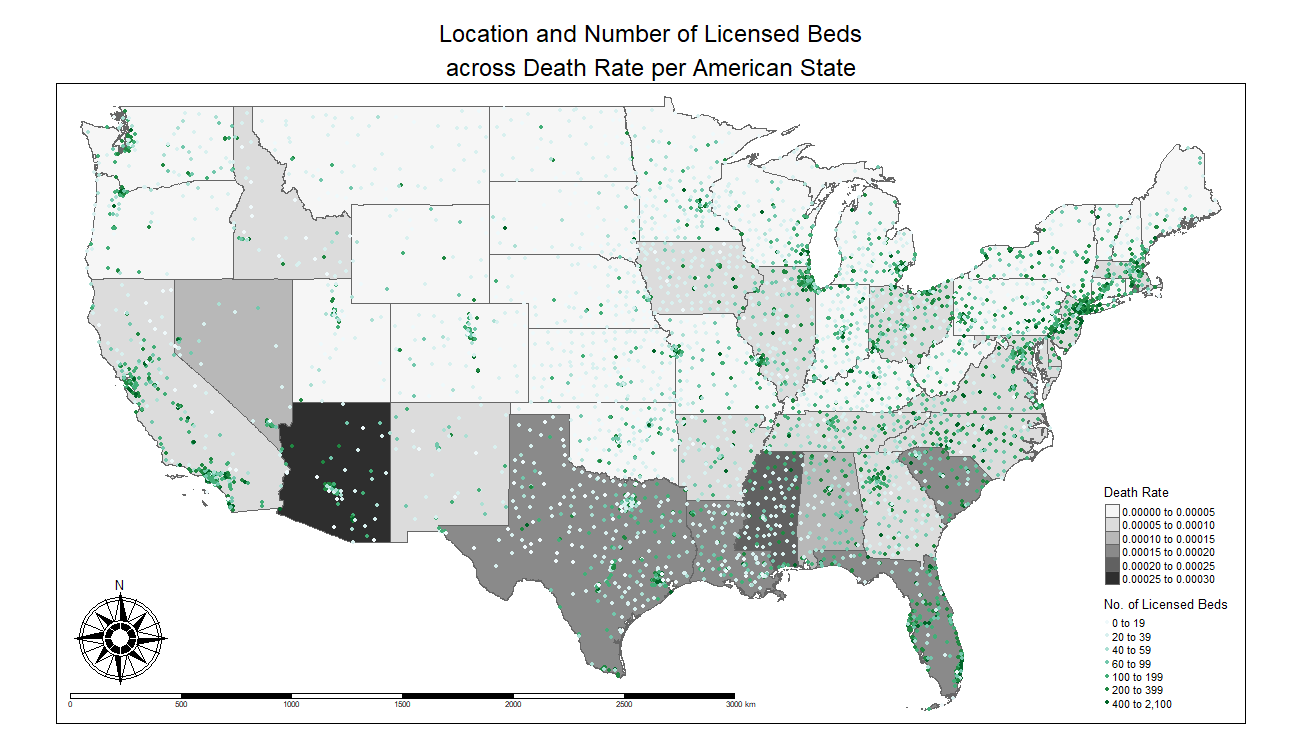 Location and Number of Licensed Beds
across Death Rate per American State
Death Rate
0.00000 to 0.00005
0.00005 to 0.00010
0.00010 to 0.00015
0.00015 to 0.00020
0.00020 to 0.00025
0.00025 to 0.00030
No. of Licensed Beds
0 to 19
20 to 39
40 to 59
60 to 99
100 to 199
200 to 399
400 to 2,100
N
0 500 1000 1500 2000 2500 3000 km